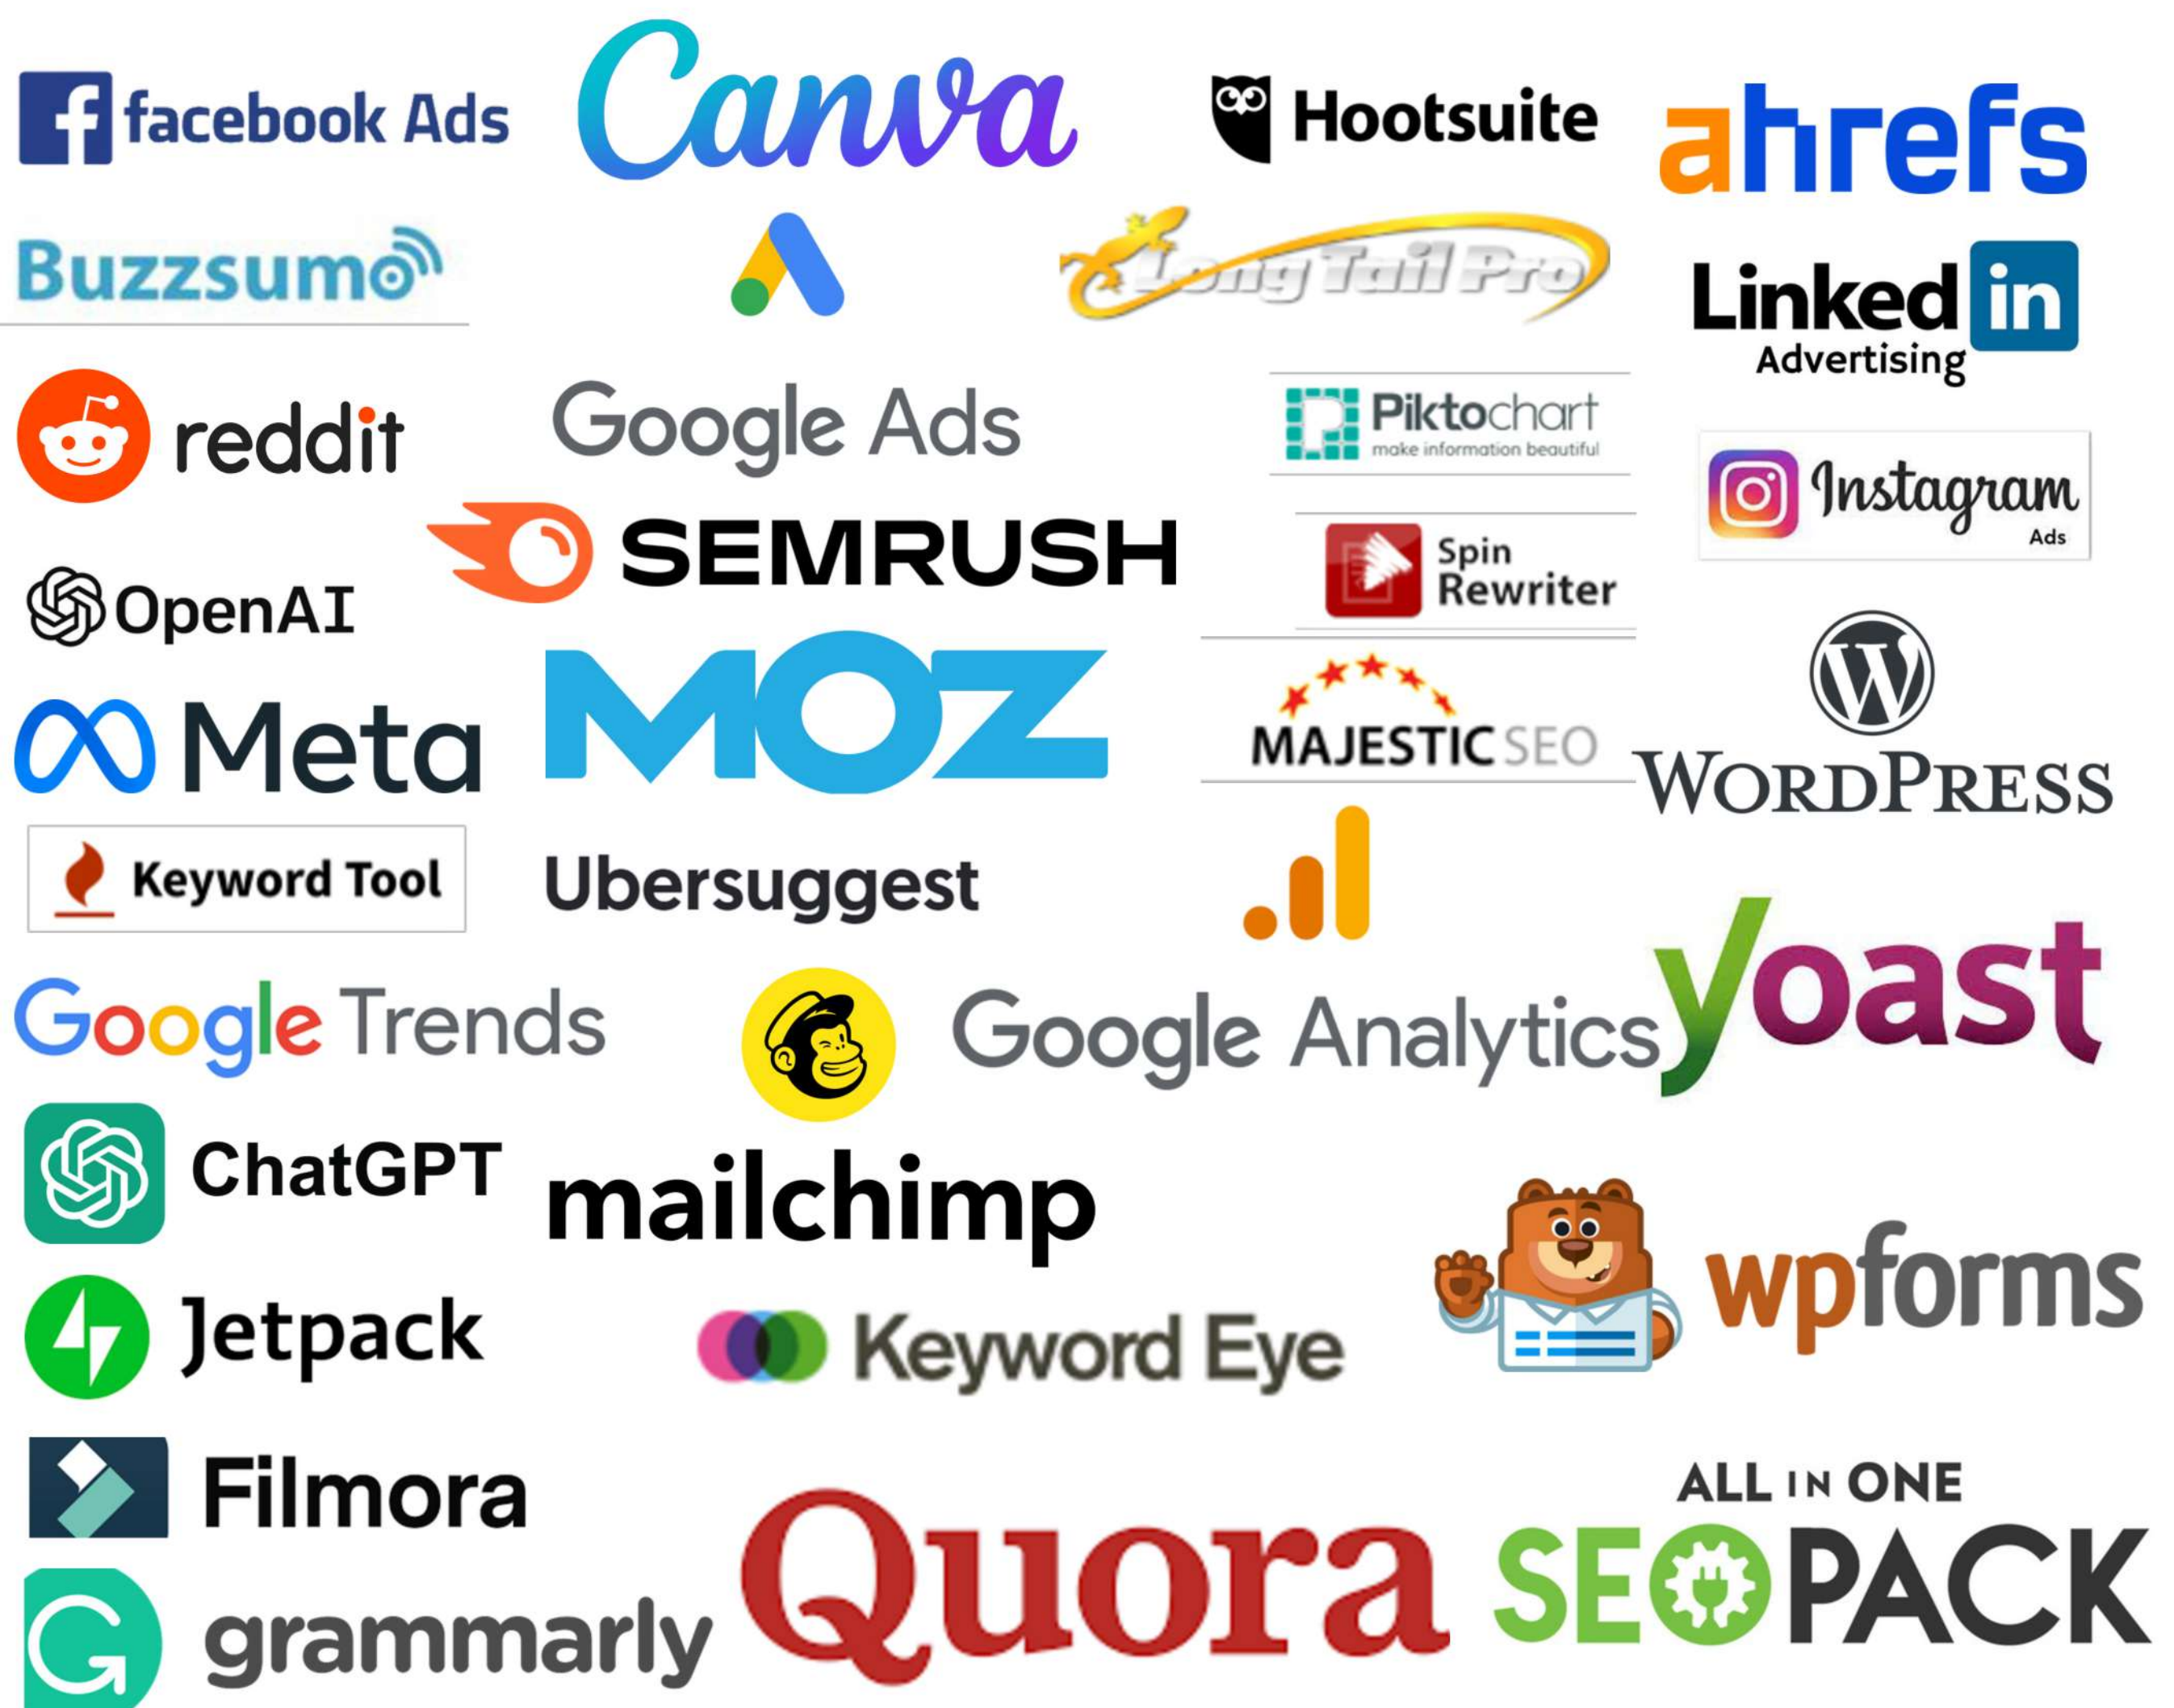 facebook Ads
Canva
Hootsuite
ahrefs
Buzzsumo
Long Tail Pro
Linked in
Advertising
reddit
Google Ads
Piktochart
make information beautiful
Instagram
Ads
SEMRUSH
Spin
Rewriter
OpenAI
MOZ
MAJESTIC SEO
WORDPRESS
Meta
Keyword Tool
Ubersuggest
Google Trends
Google Analytics
yoast
ChatGPT
mailchimp
wpforms
Jetpack
Keyword Eye
Filmora
Quora
ALL IN ONE
SEO PACK
grammarly